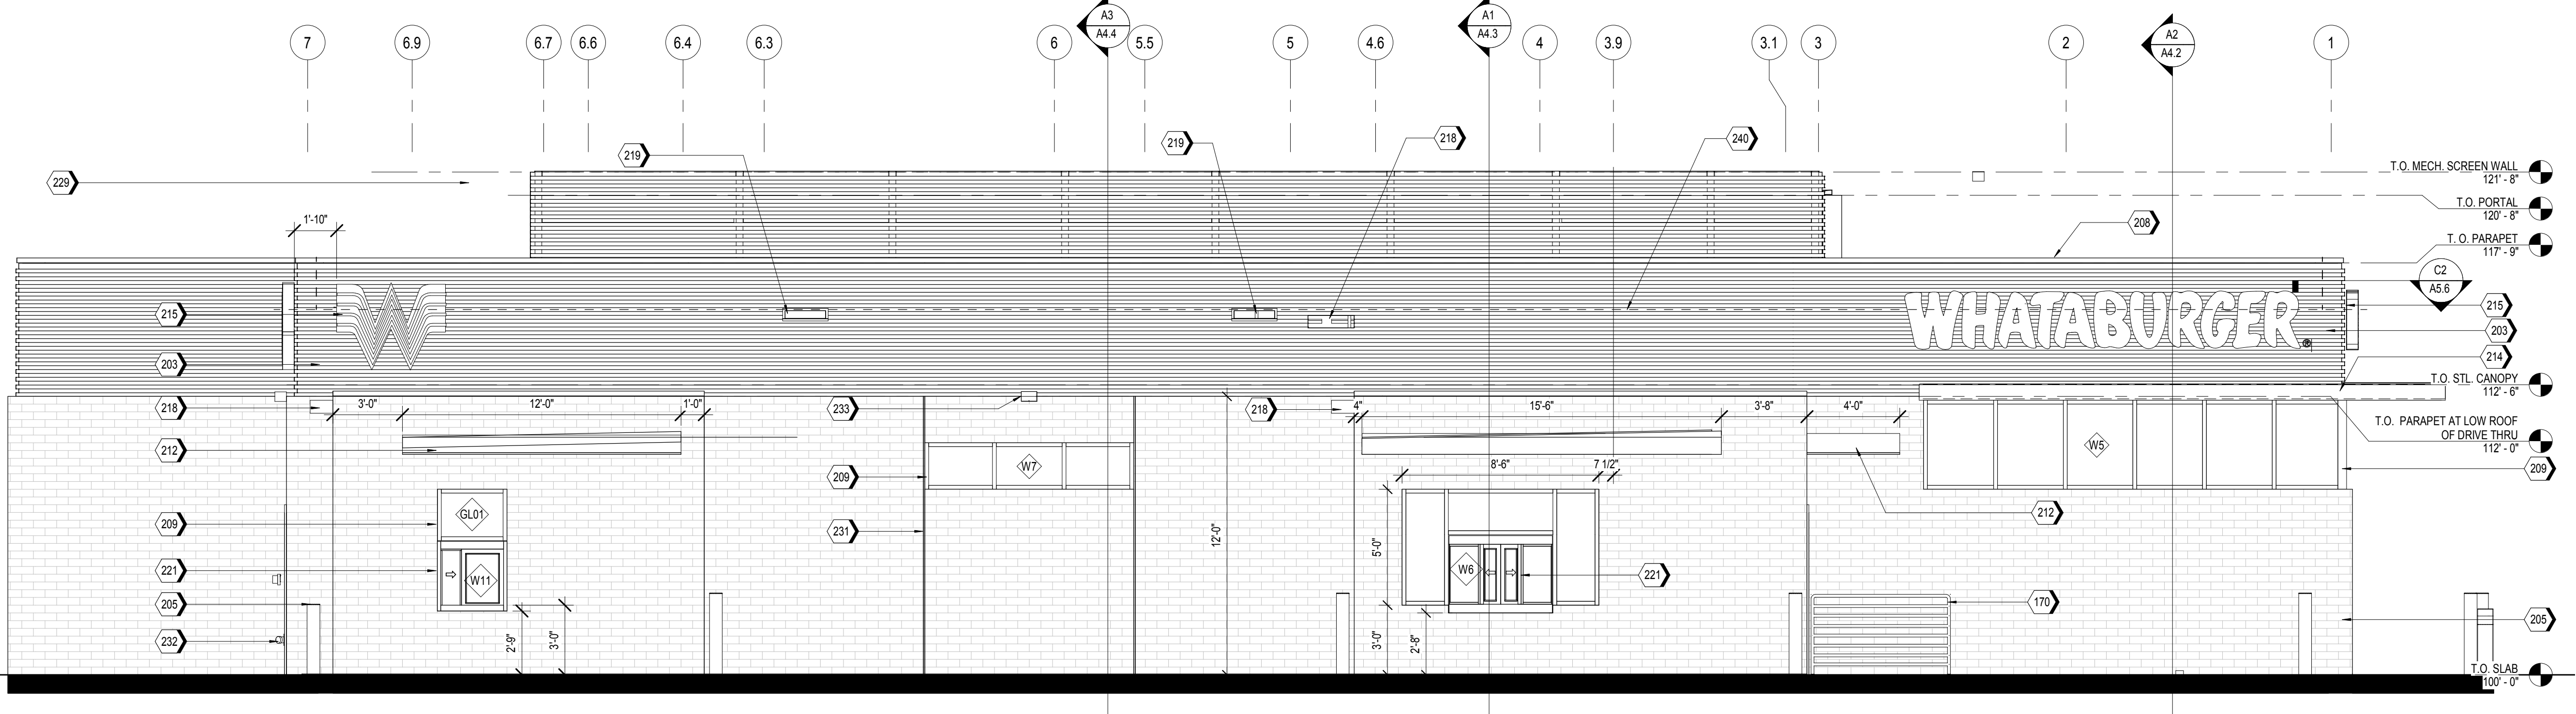 7
6.9
6.7
6.6
6.4
6.3
6
A3
A4.4
5.5
5
4.6
A1
A4.3
4
3.9
3.1
3
2
A2
A4.2
1
219
219
218
240
229
T.O. MECH. SCREEN WALL
121' - 8"
T.O. PORTAL
120' - 8"
1'-10"
208
T. O. PARAPET
117' - 9"
C2
A5.6
215
W
WHATABURGER®
215
203
203
214
T.O. STL. CANOPY
112' - 6"
218
3'-0"
12'-0"
1'-0"
233
218
4"
15'-6"
3'-8"
4'-0"
T.O. PARAPET AT LOW ROOF
OF DRIVE THRU
112' - 0"
212
W5
209
W7
209
8'-6"
7 1/2"
GL01
209
231
212
12'-0"
5'-0"
221
W11
W6
221
205
170
205
232
2'-9"
3'-0"
3'-0"
2'-8"
T.O. SLAB
100' - 0"